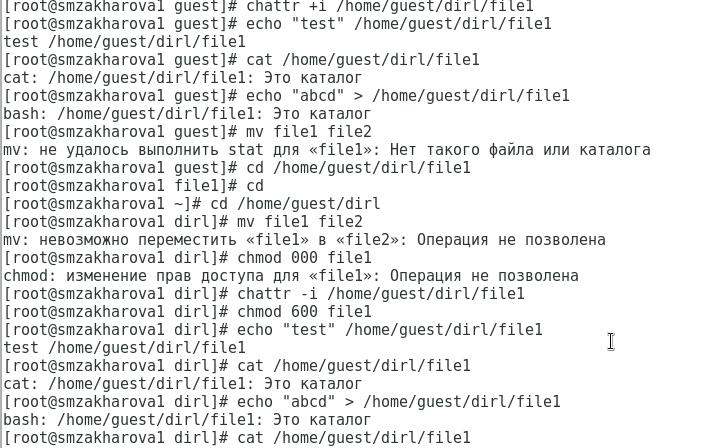 [root@smzakharova1 guest]# chattr +i /home/guest/dirl/file1
[root@smzakharova1 guest]# echo "test" /home/guest/dirl/file1
test /home/guest/dirl/file1
[root@smzakharova1 guest]# cat /home/guest/dirl/file1
cat: /home/guest/dirl/file1: Это каталог
[root@smzakharova1 guest]# echo "abcd" > /home/guest/dirl/file1
bash: /home/guest/dirl/file1: Это каталог
[root@smzakharova1 guest]# mv file1 file2
mv: не удалось выполнить stat для «file1»: Нет такого файла или каталога
[root@smzakharova1 guest]# cd /home/guest/dirl/file1
[root@smzakharova1 file1]# cd
[root@smzakharova1 ~]# cd /home/guest/dirl
[root@smzakharova1 dirl]# mv file1 file2
mv: невозможно переместить «file1» в «file2»: Операция не позволена
[root@smzakharova1 dirl]# chmod 000 file1
chmod: изменение прав доступа для «file1»: Операция не позволена
[root@smzakharova1 dirl]# chattr -i /home/guest/dirl/file1
[root@smzakharova1 dirl]# chmod 600 file1
[root@smzakharova1 dirl]# echo "test" /home/guest/dirl/file1
test /home/guest/dirl/file1
[root@smzakharova1 dirl]# cat /home/guest/dirl/file1
cat: /home/guest/dirl/file1: Это каталог
[root@smzakharova1 dirl]# echo "abcd" > /home/guest/dirl/file1
bash: /home/guest/dirl/file1: Это каталог
[root@smzakharova1 dirl]# cat /home/guest/dirl/file1